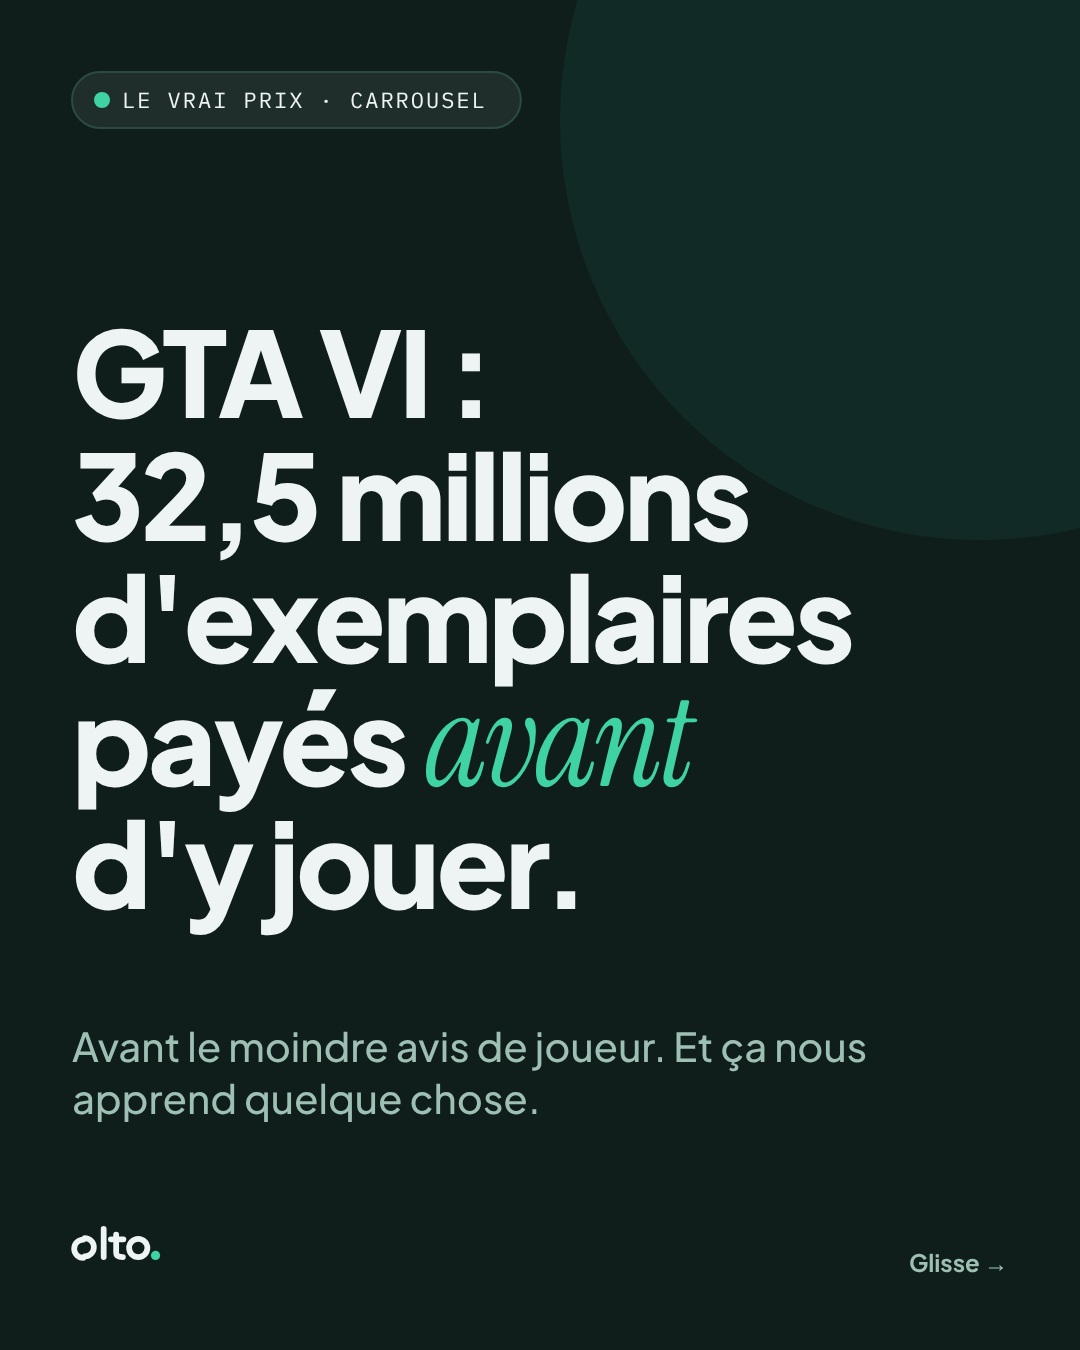 LE VRAI PRIX · CARROUSEL
GTA VI :
32,5 millions
d'exemplaires
payés avant
d'y jouer.
Avant le moindre avis de joueur. Et ça nous
apprend quelque chose.
olto.
Glisse →